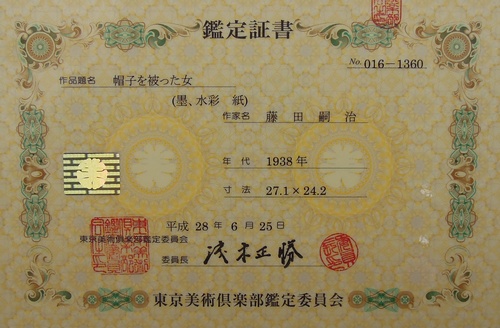 鑑定証書
No. 016-1360
作品題名 帽子を被った女
(墨、水彩 紙)
作家名 藤田嗣治
年代 1938年
寸法 27.1×24.2
平成 28年 6月 25日
東京美術倶楽部鑑定委員会
委員長
東京美術倶楽部鑑定委員会